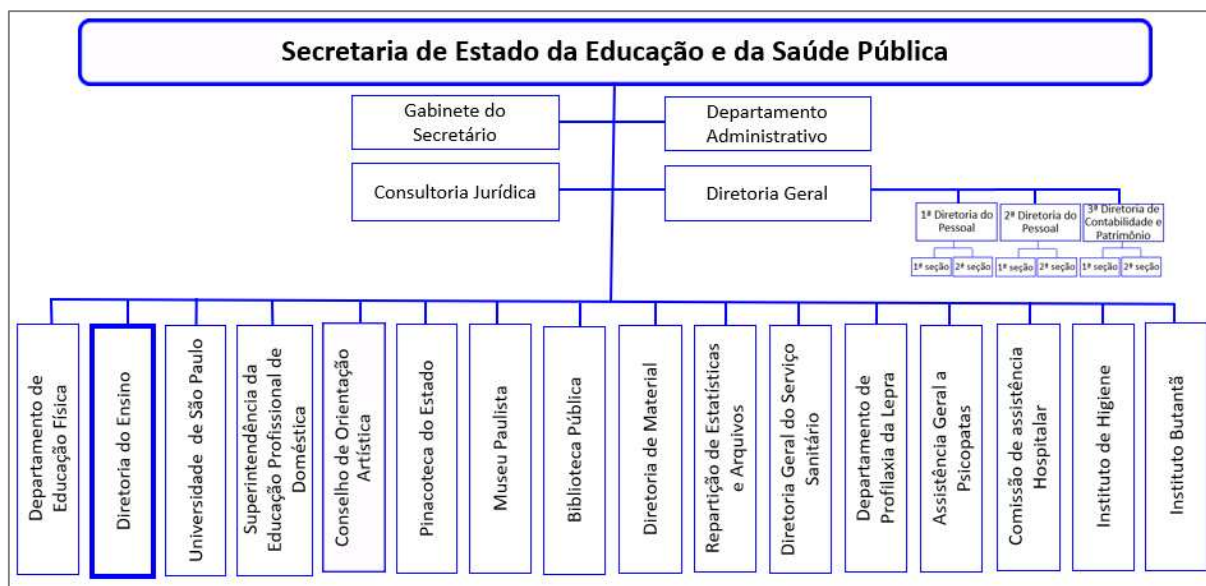 Secretaria de Estado da Educação e da Saúde Pública
Gabinete do
Secretário
Departamento
Administrativo
Consultoria Jurídica
Diretoria Geral
1ª Diretoria do
Pessoal
2ª Diretoria do
Pessoal
3ª Diretoria de
Contabilidade e
Patrimônio
1ª seção
2ª seção
1ª seção
2ª seção
1ª seção
2ª seção
Departamento de
Educação Física
Diretoria do Ensino
Universidade de São Paulo
Superintendência da
Educação Profissional de
Doméstica
Conselho de Orientação
Artística
Pinacoteca do Estado
Museu Paulista
Biblioteca Pública
Diretoria de Material
Repartição de Estatísticas
e Arquivos
Diretoria Geral do Serviço
Sanitário
Departamento de
Profilaxia da Lepra
Assistência Geral a
Psicopatas
Comissão de assistência
Hospitalar
Instituto de Higiene
Instituto Butantã